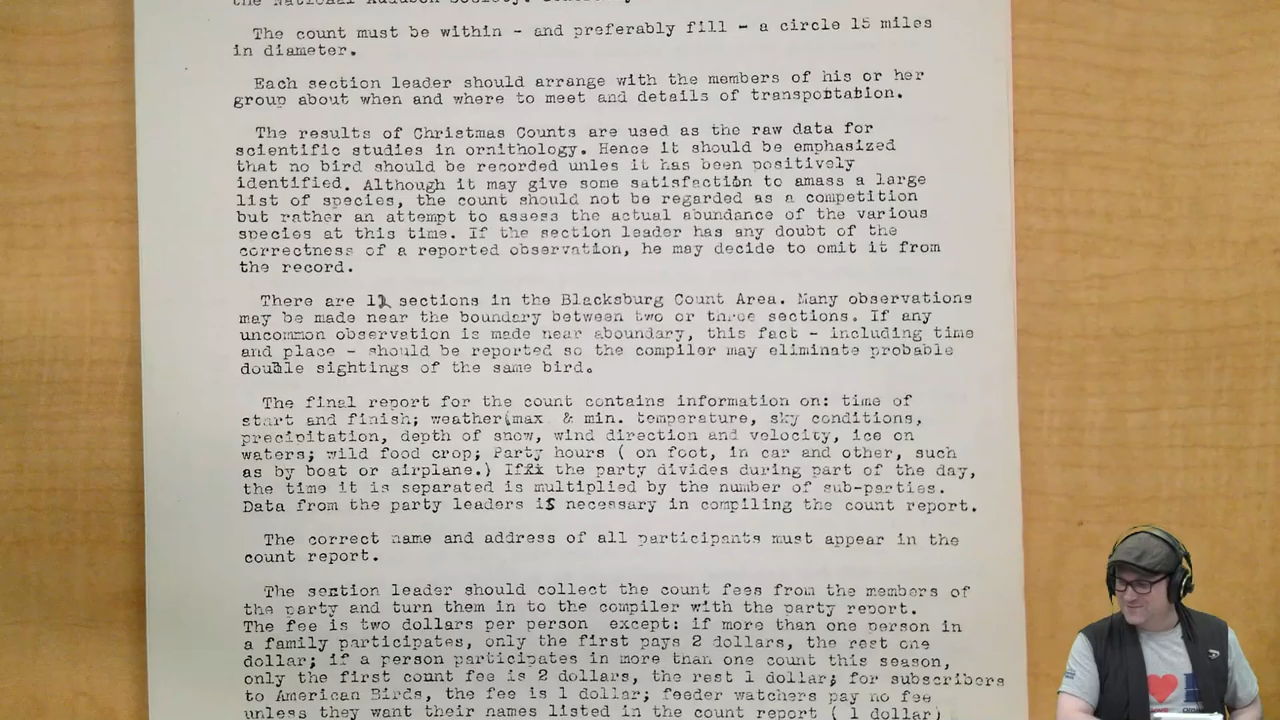 the National Audubon Society.
The count must be within - and preferably fill - a circle 15 miles
in diameter.
Each section leader should arrange with the members of his or her
group about when and where to meet and details of transportation.
The results of Christmas Counts are used as the raw data for
scientific studies in ornithology. Hence it should be emphasized
that no bird should be recorded unles it has been positively
identified. Although it may give some satisfaction to amass a large
list of species, the count should not be regarded as a competition
but rather an attempt to assess the actual abundance of the various
species at this time. If the section leader has any doubt of the
correctness of a reported observation, he may decide to omit it from
the record.
There are 12 sections in the Blacksburg Count Area. Many observations
may be made near the boundary between two or three sections. If any
uncommon observation is made near aboundary, this fact - including time
and place - should be reported so the compiler may eliminate probable
double sightings of the same bird.
The final report for the count contains information on: time of
start and finish; weather(max & min. temperature, sky conditions,
precipitation, depth of snow, wind direction and velocity, ice on
waters; wild food crop; Party hours ( on foot, in car and other, such
as by boat or airplane.) If the party divides during part of the day,
the time it is separated is multiplied by the number of sub-parties.
Data from the party leaders is necessary in compiling the count report.
The correct name and address of all participants must appear in the
count report.
The section leader should collect the count fees from the members of
the party and turn them in to the compiler with the party report.
The fee is two dollars per person except: if more than one person in
a family participates, only the first pays 2 dollars, the rest one
dollar; if a person participates in more than one count this season,
only the first count fee is 2 dollars, the rest 1 dollar; for subscribers
to American Birds, the fee is 1 dollar; feeder watchers pay no fee
unless they want their names listed in the count report ( 1 dollar)